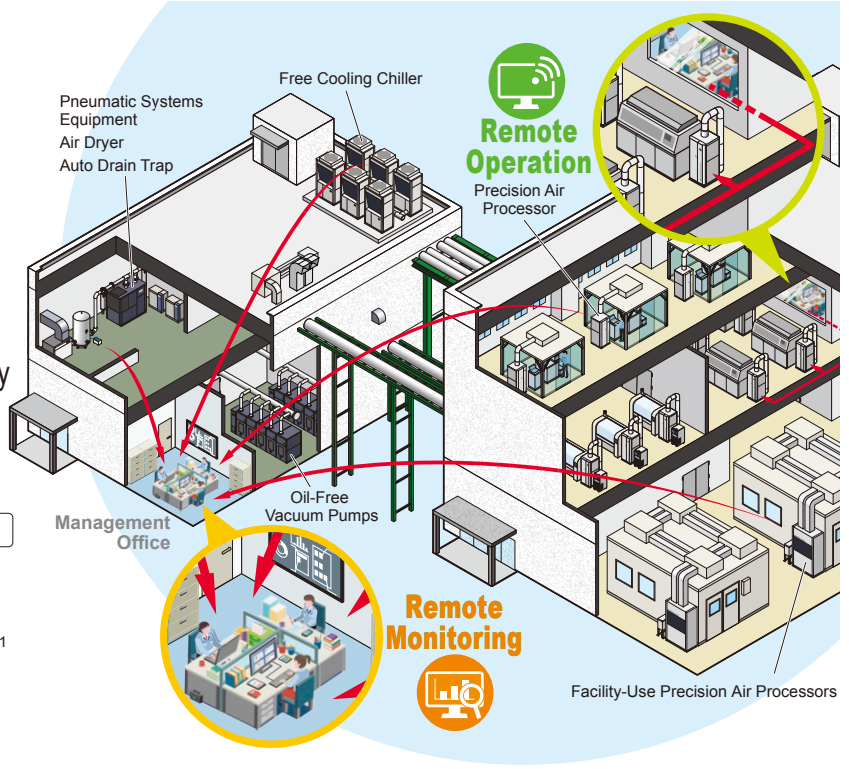 Free Cooling Chiller
Pneumatic Systems
Equipment
Air Dryer
Auto Drain Trap
Remote
Operation
Precision Air
Processor
y
Oil-Free
Vacuum Pumps
Management
Office
Remote
Monitoring
1
Facility-Use Precision Air Processors